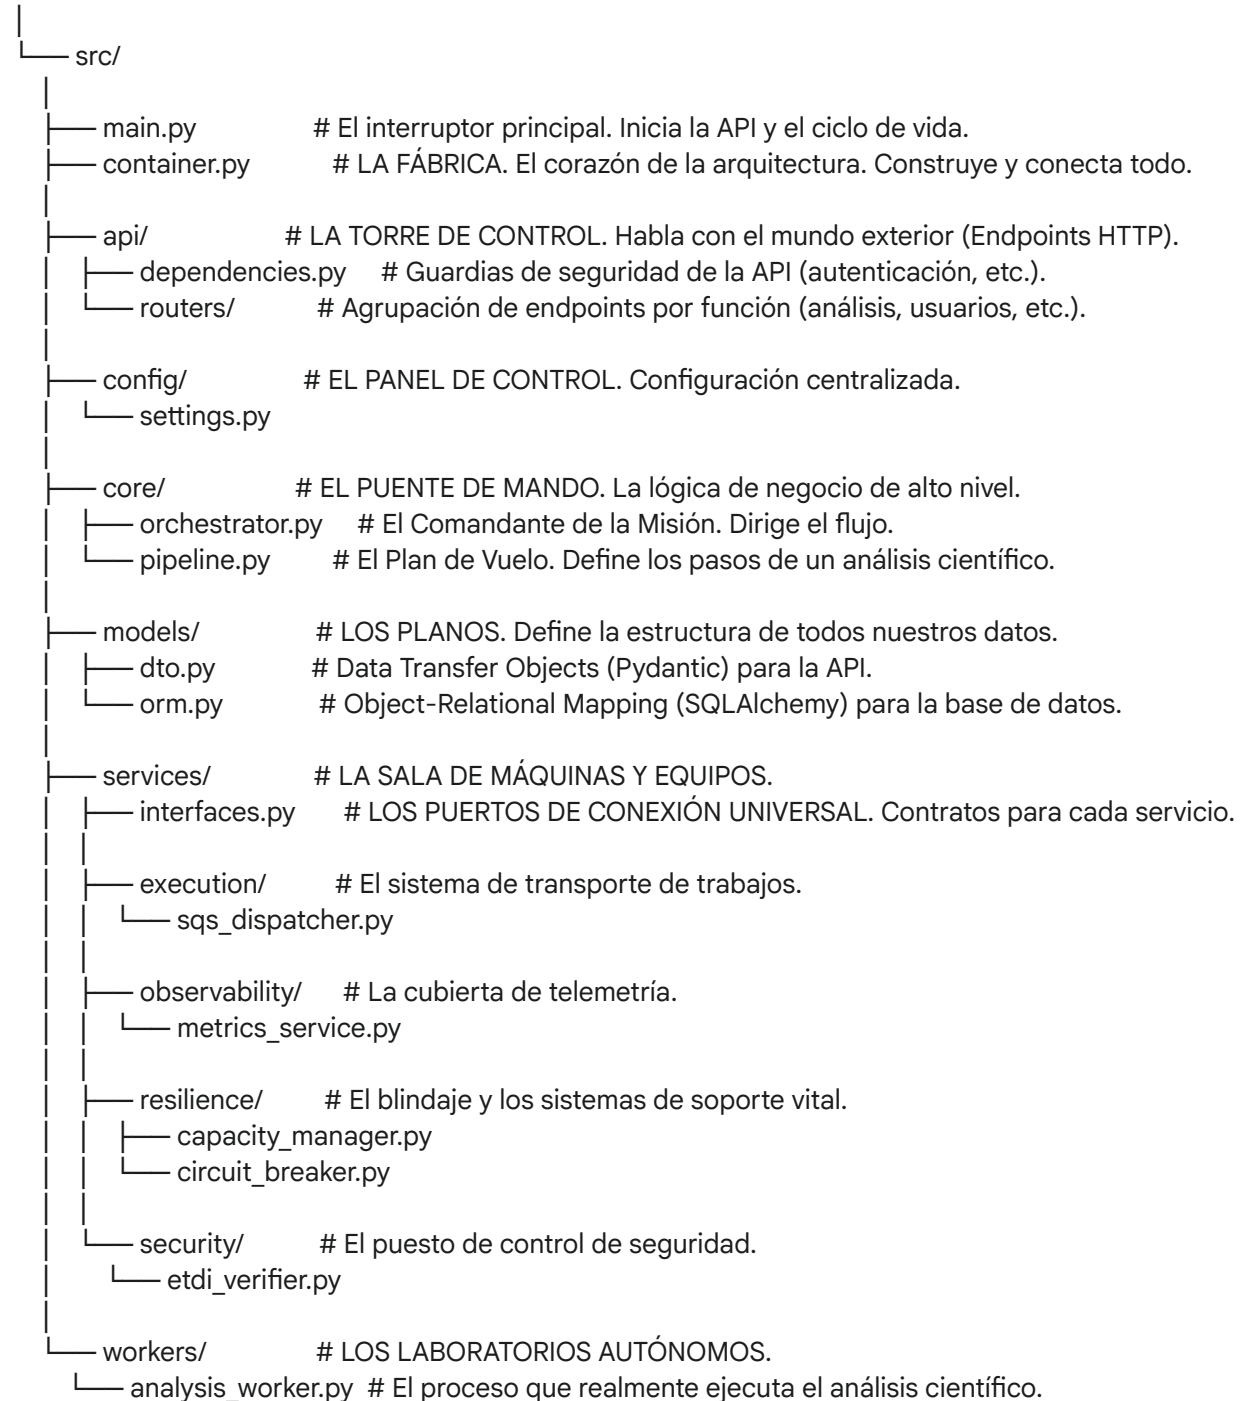 │
└── src/
│
├── main.py # El interruptor principal. Inicia la API y el ciclo de vida.
├── container.py # LA FÁBRICA. El corazón de la arquitectura. Construye y conecta todo.
│
├── api/ # LA TORRE DE CONTROL. Habla con el mundo exterior (Endpoints HTTP).
│ ├── dependencies.py # Guardias de seguridad de la API (autenticación, etc.).
│ └── routers/ # Agrupación de endpoints por función (análisis, usuarios, etc.).
│
├── config/ # EL PANEL DE CONTROL. Configuración centralizada.
│ └── settings.py
│
├── core/ # EL PUENTE DE MANDO. La lógica de negocio de alto nivel.
│ ├── orchestrator.py # El Comandante de la Misión. Dirige el flujo.
│ └── pipeline.py # El Plan de Vuelo. Define los pasos de un análisis científico.
│
├── models/ # LOS PLANOS. Define la estructura de todos nuestros datos.
│ ├── dto.py # Data Transfer Objects (Pydantic) para la API.
│ └── orm.py # Object-Relational Mapping (SQLAlchemy) para la base de datos.
│
├── services/ # LA SALA DE MÁQUINAS Y EQUIPOS.
│ ├── interfaces.py # LOS PUERTOS DE CONEXIÓN UNIVERSAL. Contratos para cada servicio.
│ │
│ ├── execution/ # El sistema de transporte de trabajos.
│ │ └── sqs_dispatcher.py
│ │
│ ├── observability/ # La cubierta de telemetría.
│ │ └── metrics_service.py
│ │
│ ├── resilience/ # El blindaje y los sistemas de soporte vital.
│ │ ├── capacity_manager.py
│ │ └── circuit_breaker.py
│ │
│ └── security/ # El puesto de control de seguridad.
│ └── etdi_verifier.py
│
└── workers/ # LOS LABORATORIOS AUTÓNOMOS.
└── analysis_worker.py # El proceso que realmente ejecuta el análisis científico.